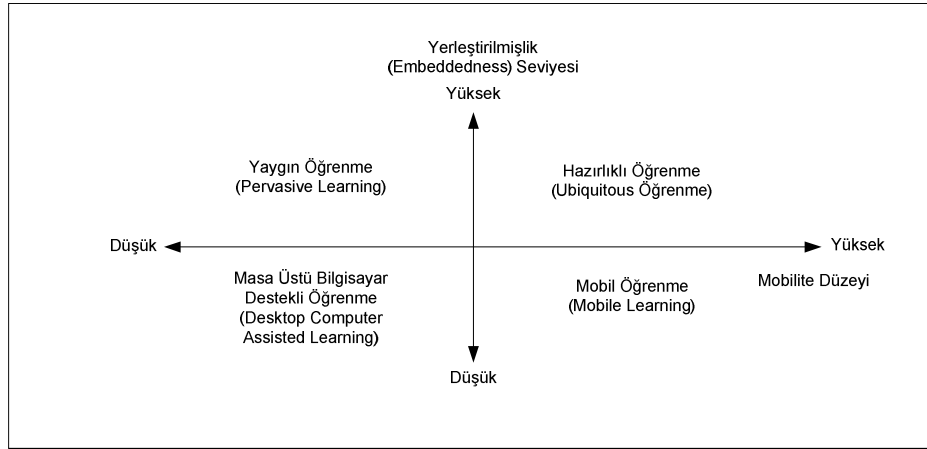 Yerleştirilmişlik
(Embeddedness) Seviyesi
Yüksek
Yaygın Öğrenme
(Pervasive Learning)
Hazırlıklı Öğrenme
(Ubiquitous Öğrenme)
Düşük
Yüksek
Masa Üstü Bilgisayar
Destekli Öğrenme
(Desktop Computer
Assisted Learning)
Mobil Öğrenme
(Mobile Learning)
Mobilite Düzeyi
Düşük